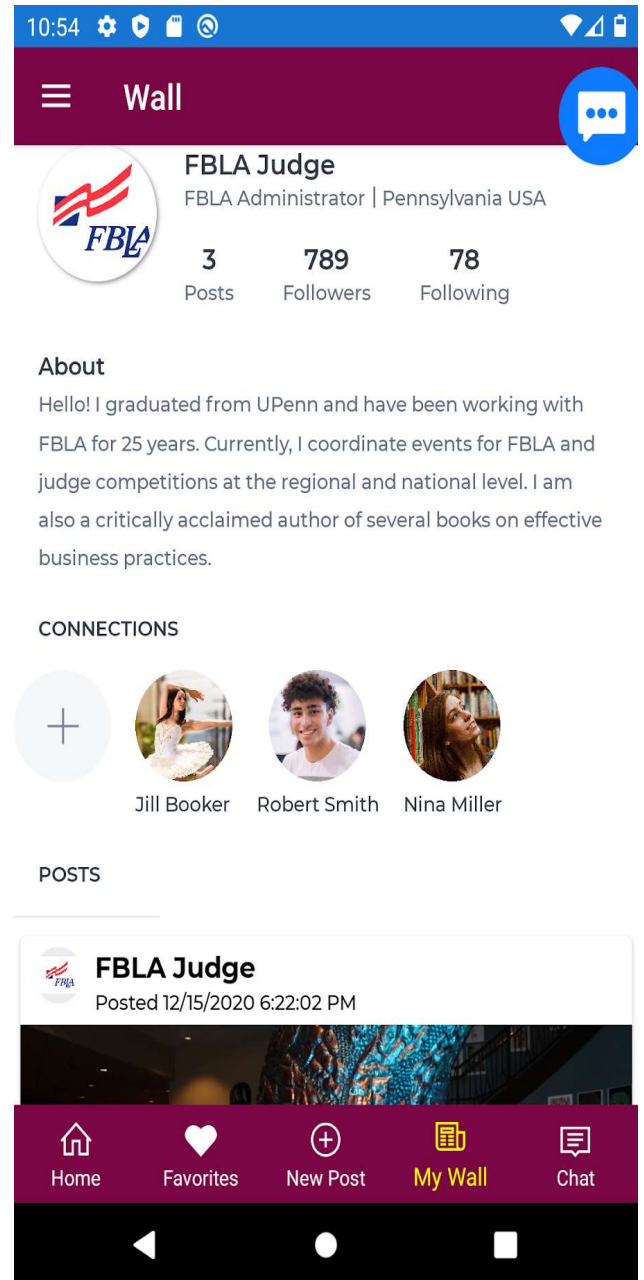 10:54
Wall
FBLA
FBLA Judge
FBLA Administrator | Pennsylvania USA
3 789 78
Posts Followers Following
About
Hello! I graduated from UPenn and have been working with
FBLA for 25 years. Currently, I coordinate events for FBLA and
judge competitions at the regional and national level. I am
also a critically acclaimed author of several books on effective
business practices.
CONNECTIONS
Jill Booker Robert Smith Nina Miller
POSTS
FBLA
FBLA Judge
Posted 12/15/2020 6:22:02 PM
Home Favorites New Post My Wall Chat